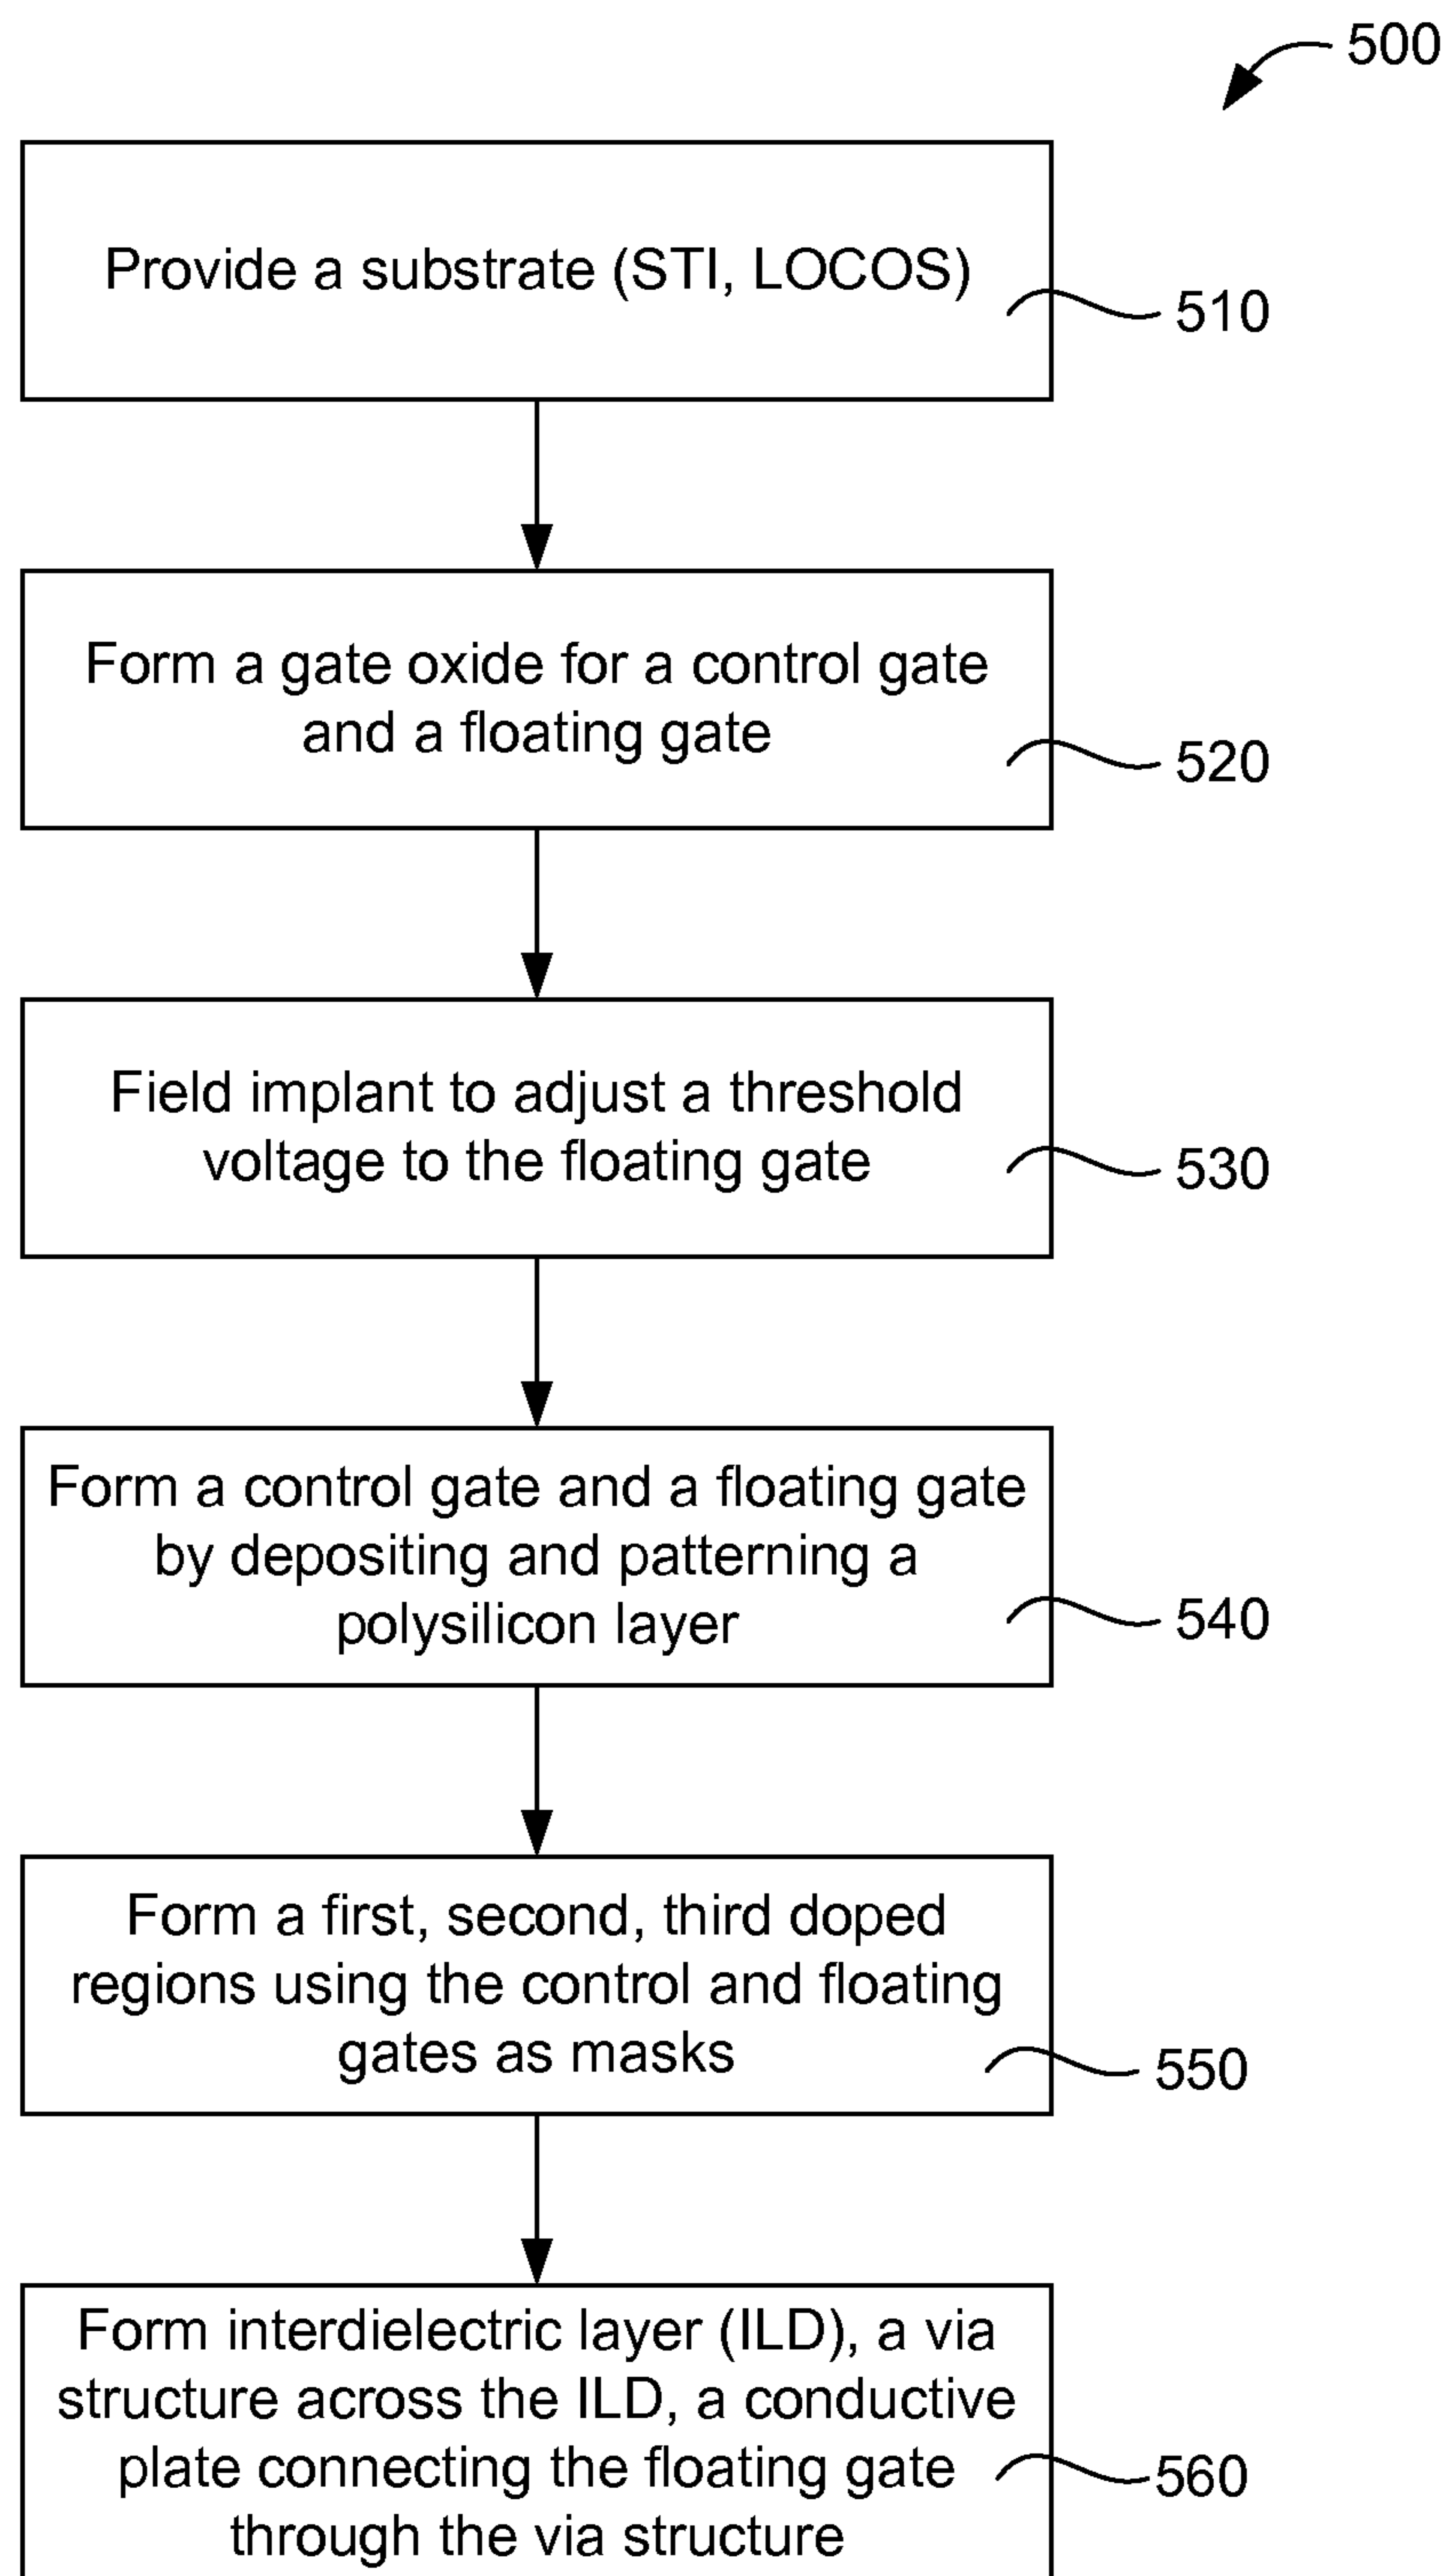 500
Provide a substrate (STI, LOCOS)
510
Form a gate oxide for a control gate
and a floating gate
520
Field implant to adjust a threshold
voltage to the floating gate
530
Form a control gate and a floating gate
by depositing and patterning a
polysilicon layer
540
Form a first, second, third doped
regions using the control and floating
gates as masks
550
Form interdielectric layer (ILD), a via
structure across the ILD, a conductive
plate connecting the floating gate
through the via structure
560